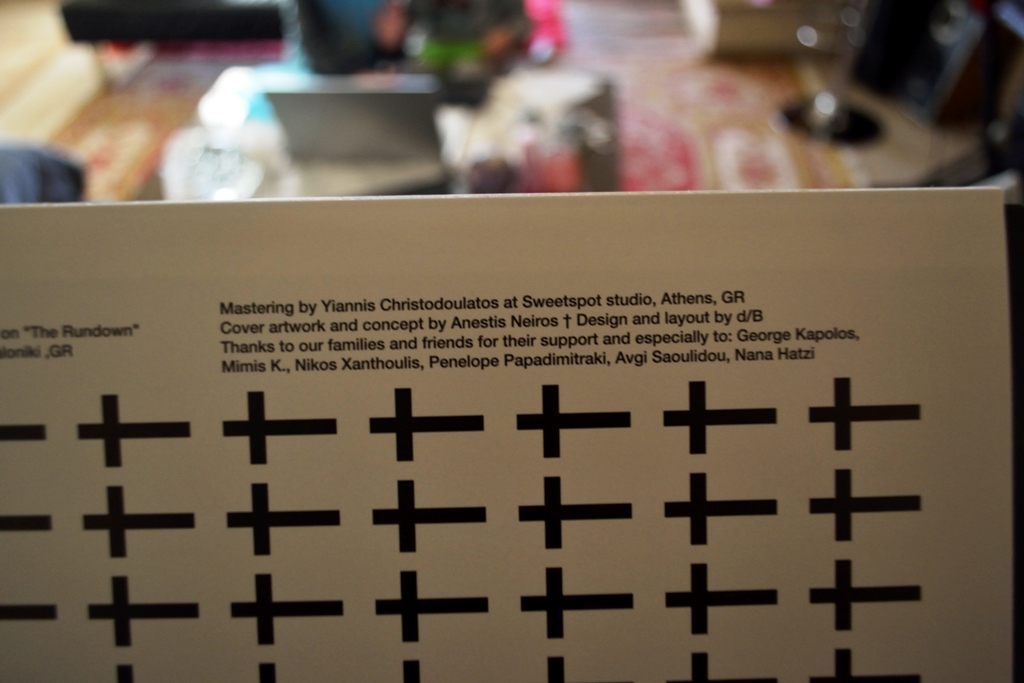 on "The Rundown"
,GR
Mastering by Yiannis Christodoulatos at Sweetspot studio, Athens, GR
Cover artwork and concept by Anestis Neiros † Design and layout by d/B
Thanks to our families and friends for their support and especially to: George Kapolos,
Mimis K., Nikos Xanthoulis, Penelope Papadimitraki, Avgi Saoulidou, Nana Hatzi